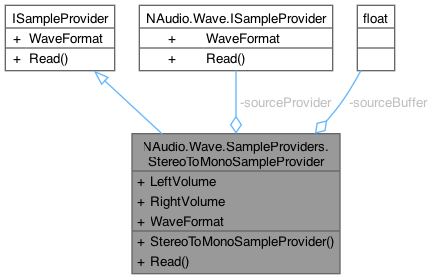 ISampleProvider
+ WaveFormat
+ Read()
NAudio.Wave.ISampleProvider
+ WaveFormat
+ Read()
float
-sourceProvider
-sourceBuffer
NAudio.Wave.SampleProviders.
StereoToMonoSampleProvider
+ LeftVolume
+ RightVolume
+ WaveFormat
+ StereoToMonoSampleProvider()
+ Read()